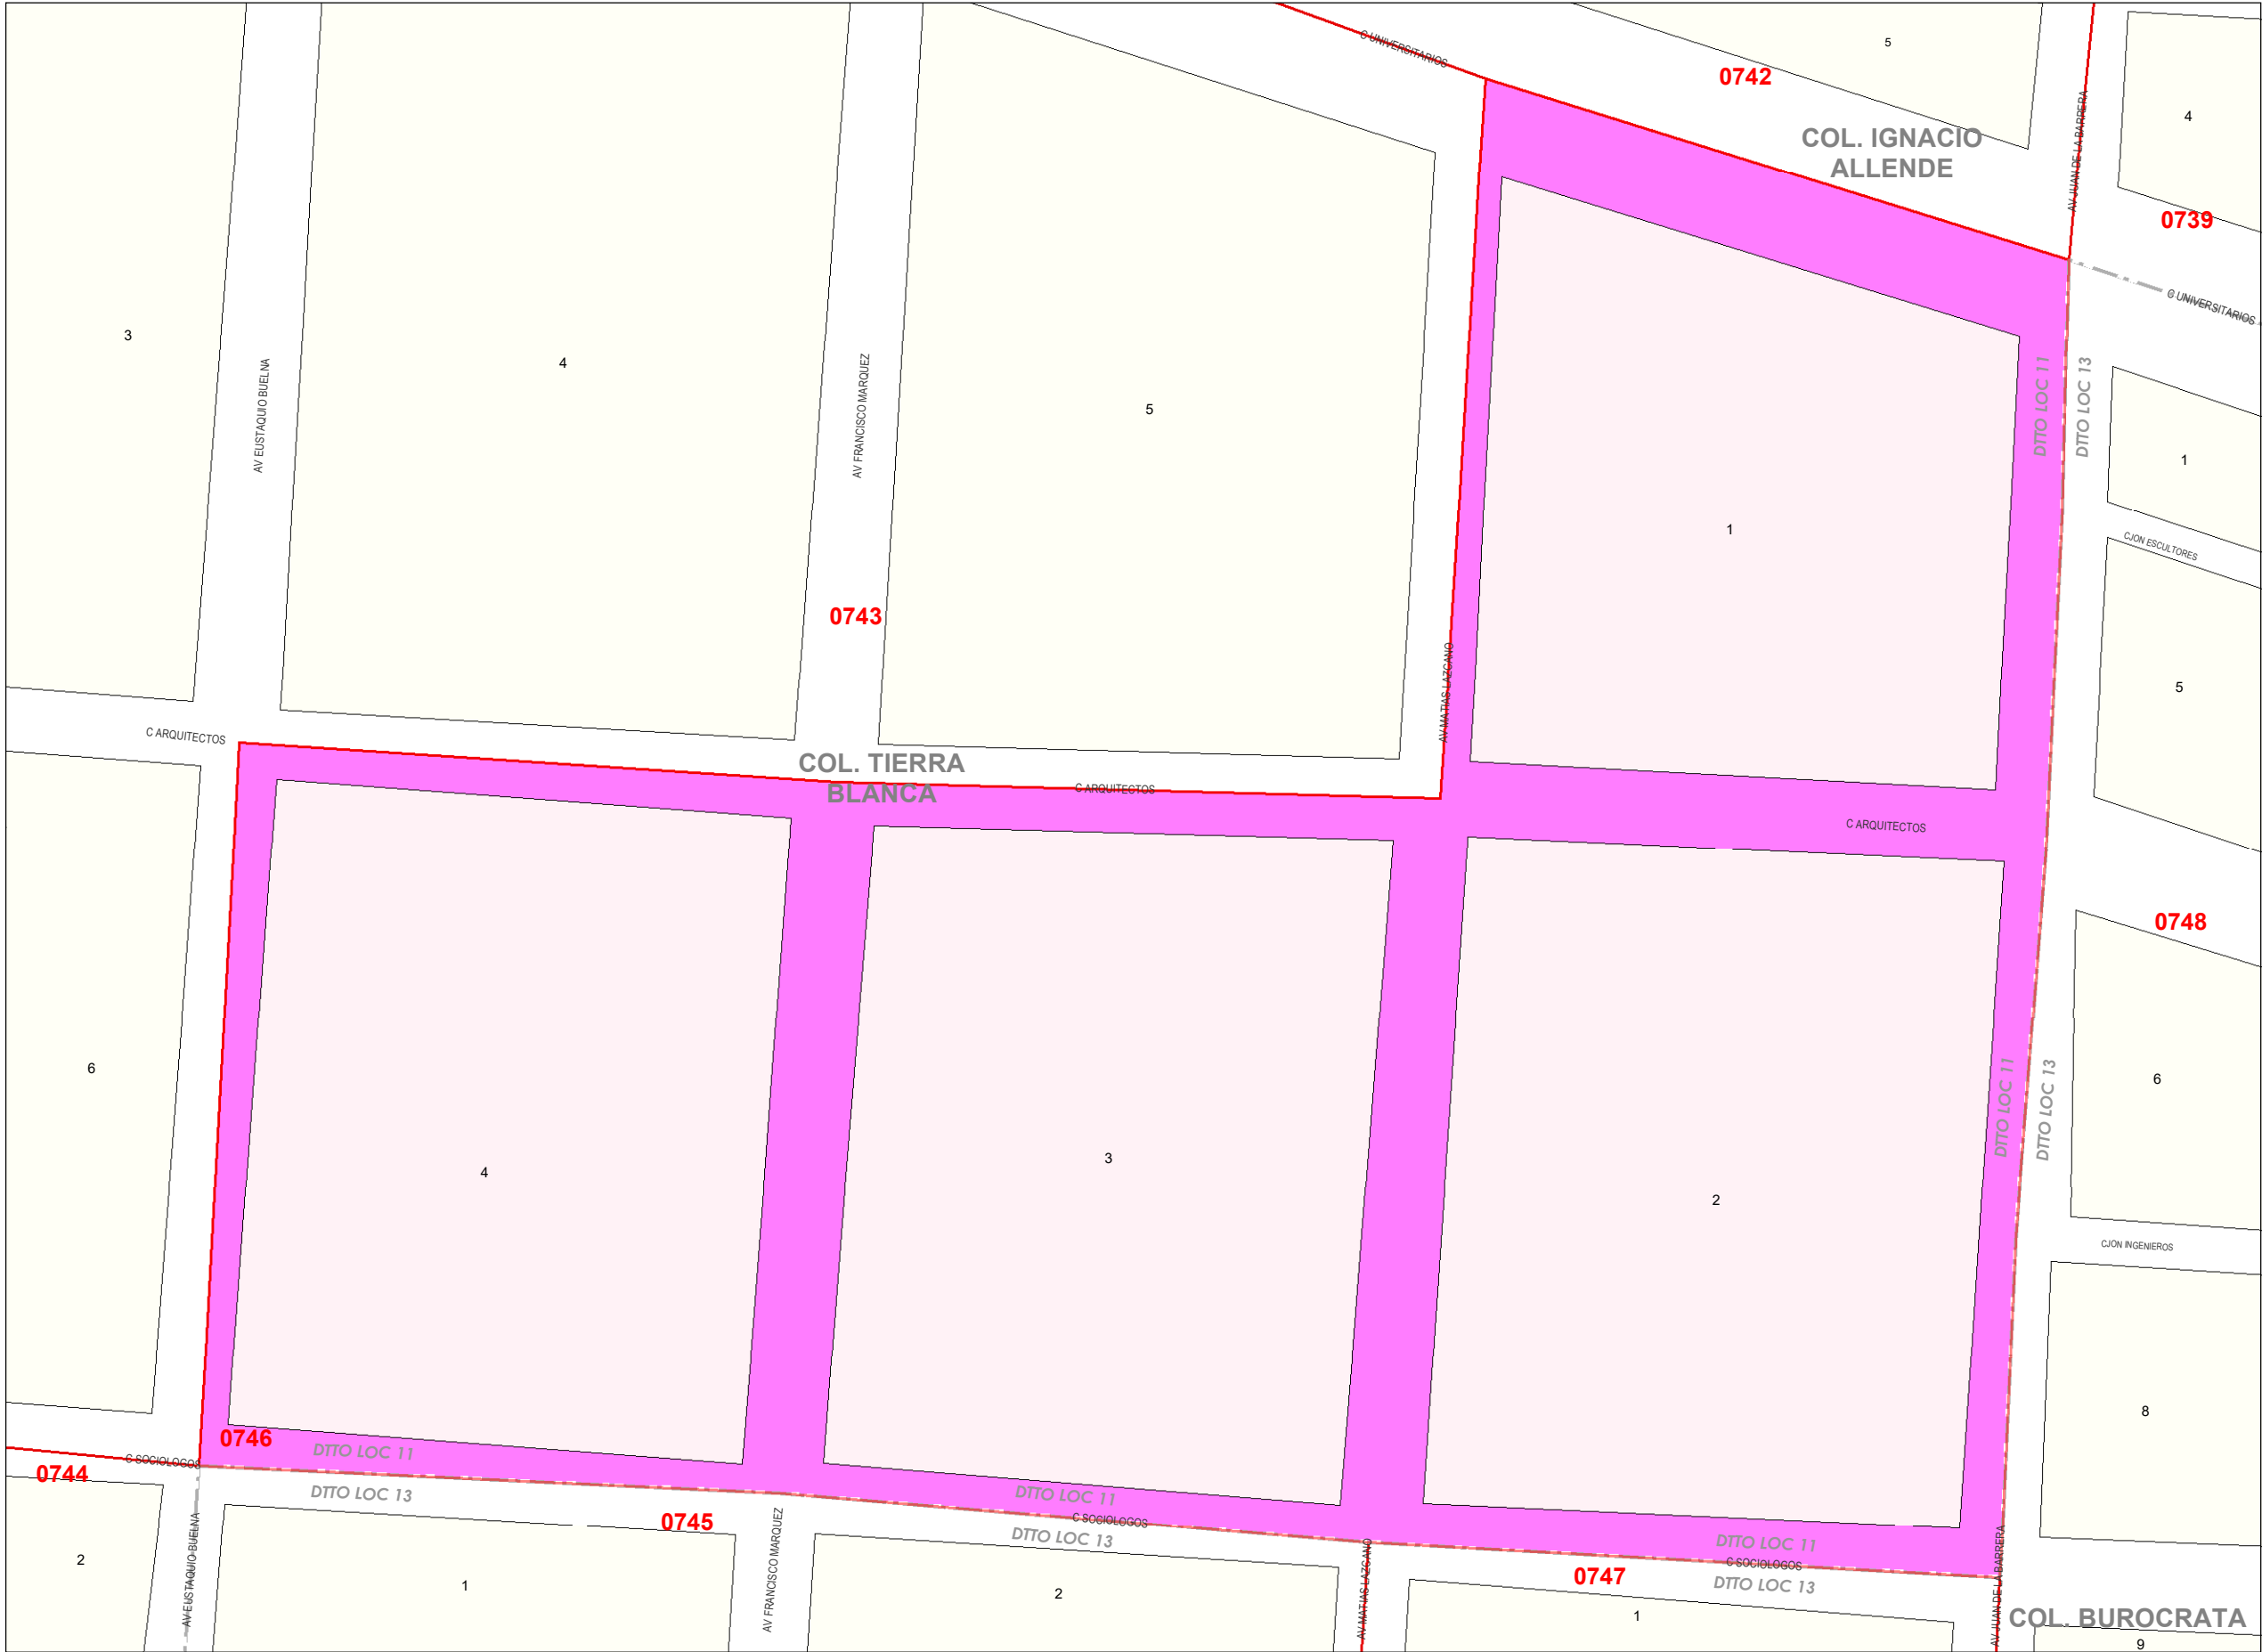 C UNIVERSITARIOS
5
0742
4
AV JUAN DE LA BARRERA
COL. IGNACIO
ALLENDE
0739
C UNIVERSITARIOS
3
4
AV EUSTAQUIO BUELNA
AV FRANCISCO MARQUEZ
5
DTTO LOC 11
DTTO LOC 13
1
1
CJON ESCULTORES
0743
AV MATIAS LAZCANO
5
C ARQUITECTOS
COL. TIERRA
BLANCA
C ARQUITECTOS
C ARQUITECTOS
0748
6
4
3
2
DTTO LOC 11
DTTO LOC 13
6
CJON INGENIEROS
8
0746
DTTO LOC 11
C SOCIOLOGOS
0744
DTTO LOC 13
DTTO LOC 11
0745
C SOCIOLOGOS
DTTO LOC 13
DTTO LOC 11
C SOCIOLOGOS
0747
DTTO LOC 13
2
AV EUSTAQUIO BUELNA
1
AV FRANCISCO MARQUEZ
2
AV MATIAS LAZCANO
1
AV JUAN DE LA BARRERA
COL. BUROCRATA
9